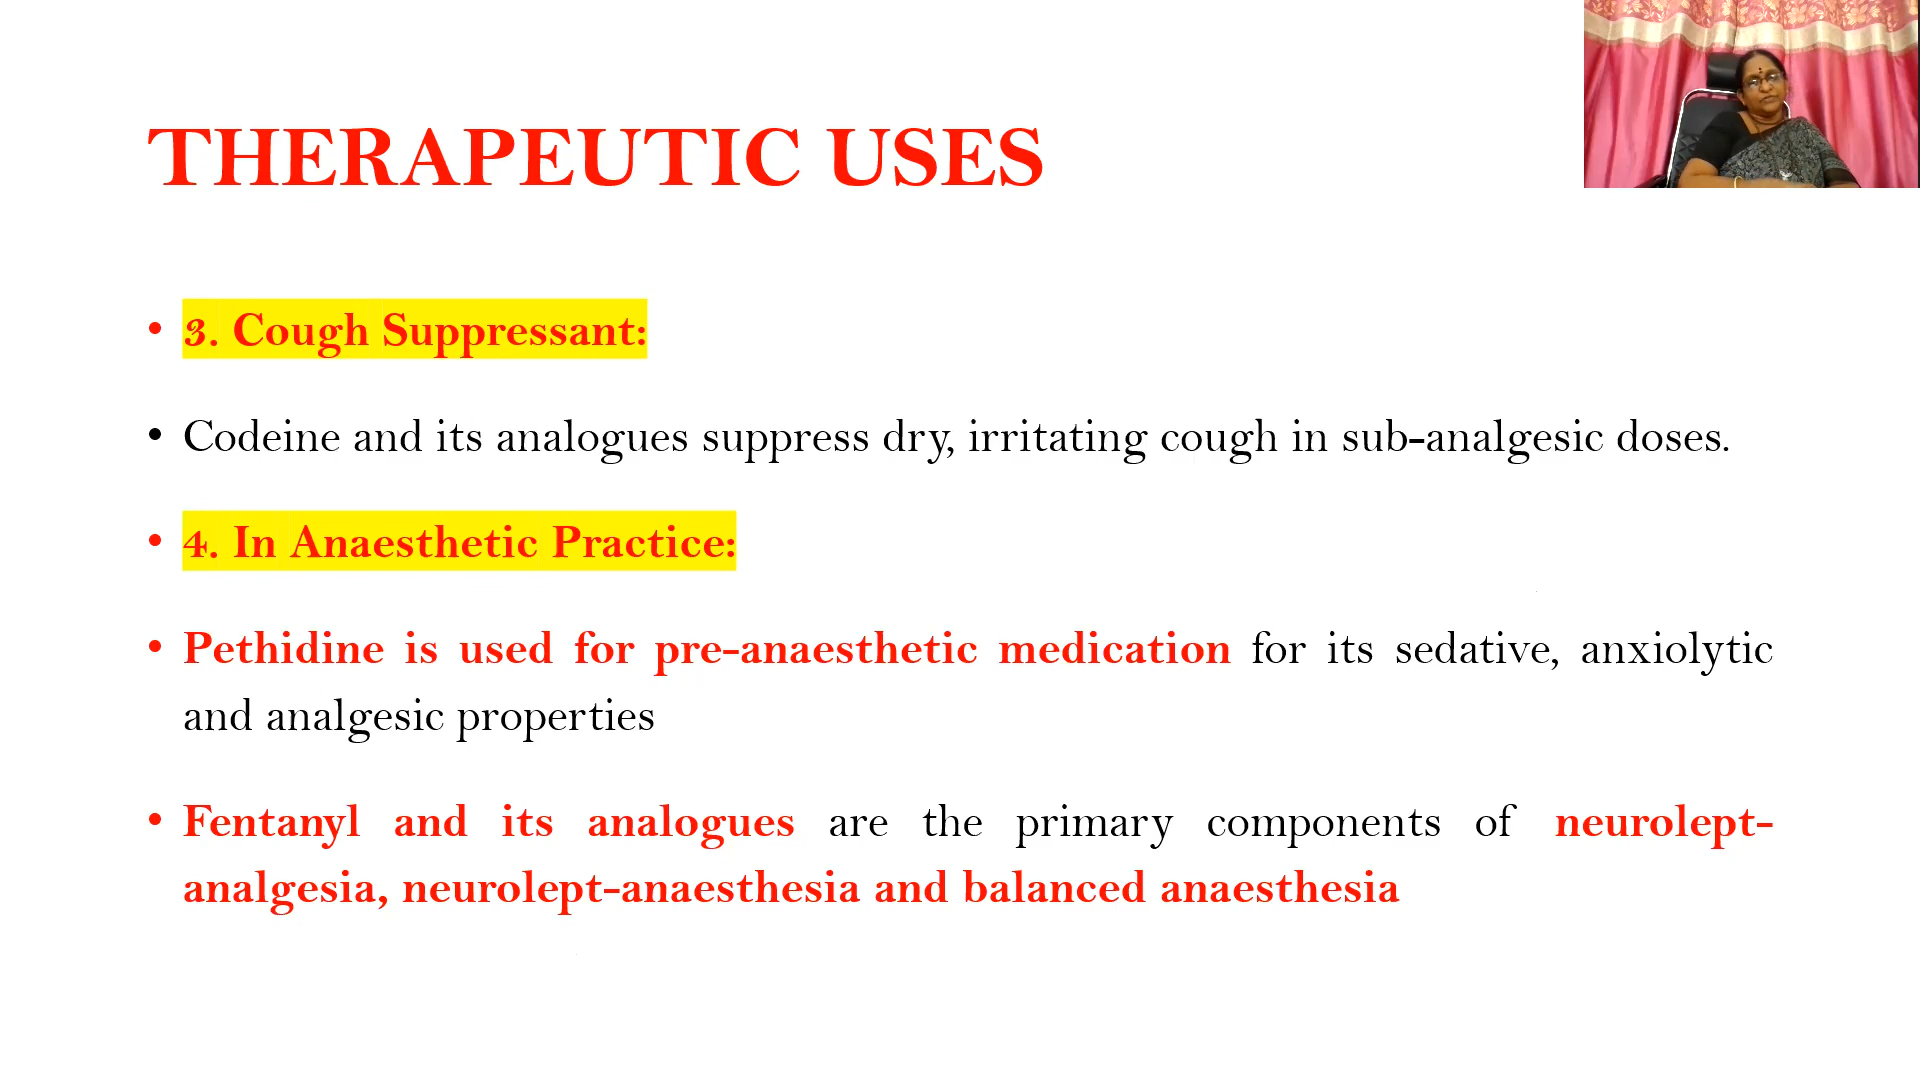 THERAPEUTIC USES
• 3. Cough Suppressant:
• Codeine and its analogues suppress dry, irritating cough in sub-analgesic doses.
• 4. In Anaesthetic Practice:
• Pethidine is used for pre-anaesthetic medication for its sedative, anxiolytic
and analgesic properties
• Fentanyl and its analogues are the primary components of neurolept-
analgesia, neurolept-anaesthesia and balanced anaesthesia